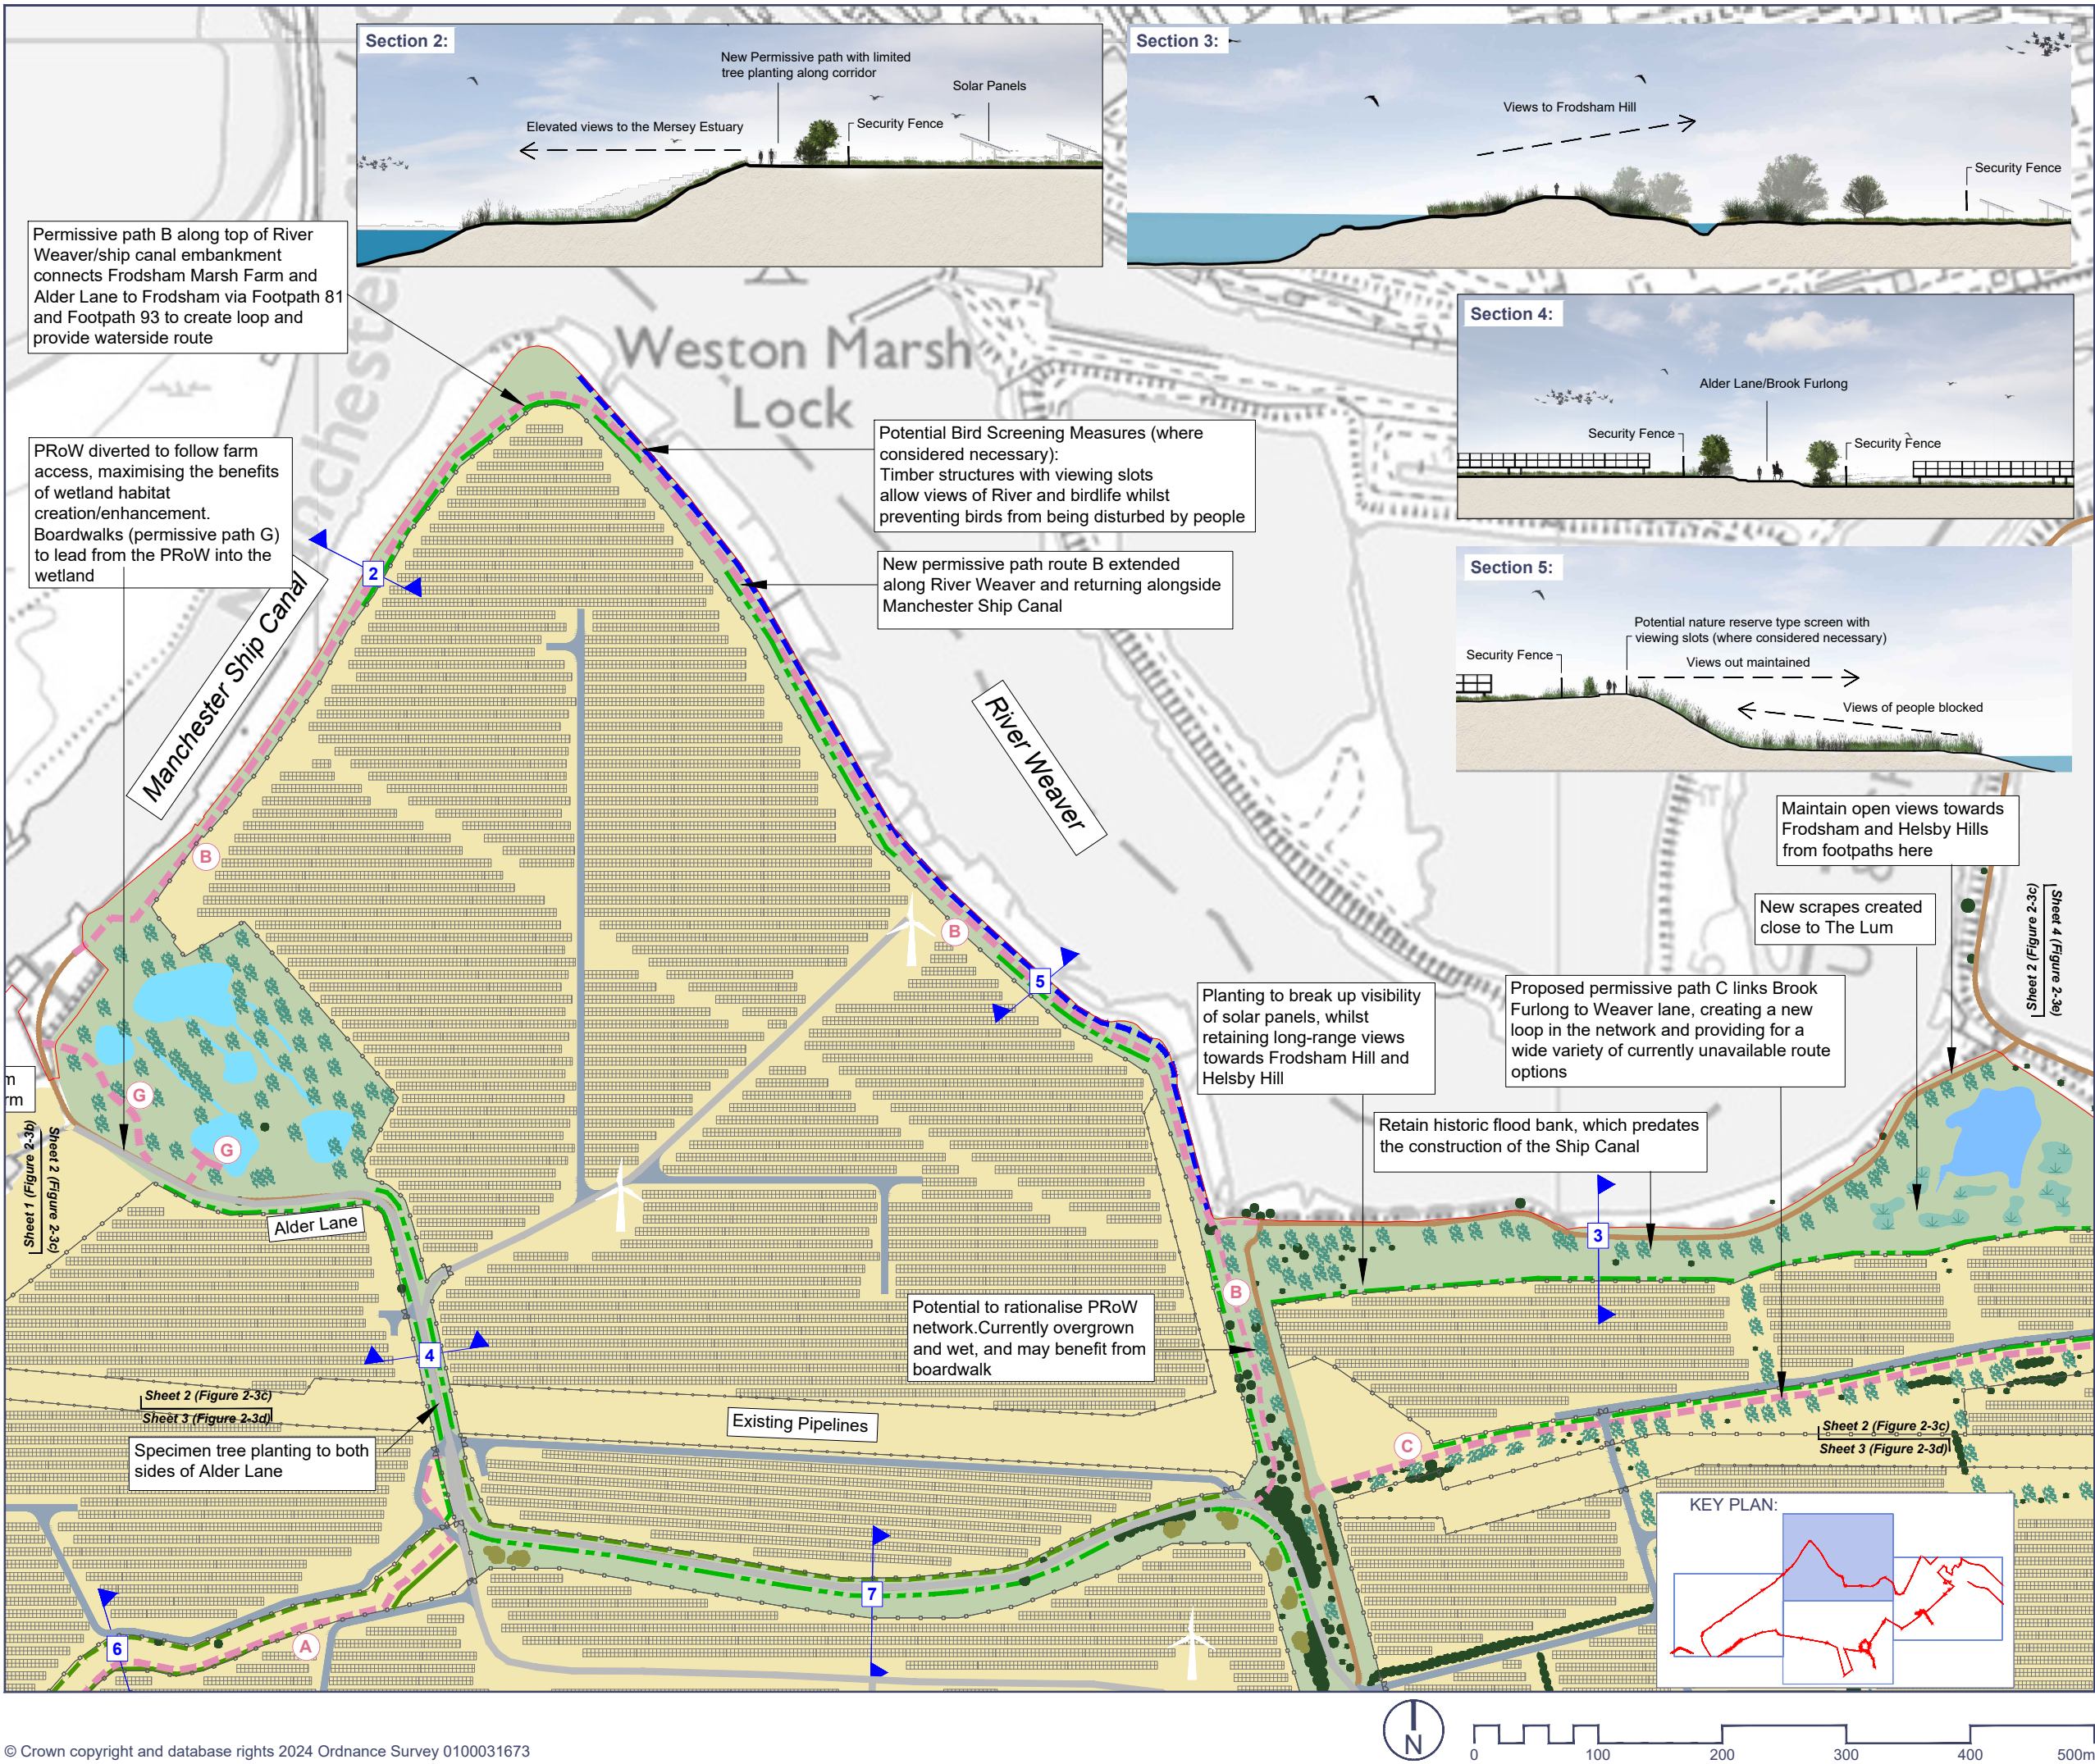 Section 2:
New Permissive path with limited
tree planting along corridor
Solar Panels
Elevated views to the Mersey Estuary
Security Fence
Section 3:
Views to Frodsham Hill
Security Fence
Permissive path B along top of River
Weaver/ship canal embankment
connects Frodsham Marsh Farm and
Alder Lane to Frodsham via Footpath 81
and Footpath 93 to create loop and
provide waterside route
Section 4:
Alder Lane/Brook Furlong
Security Fence
Security Fence
Weston Marsh
Lock
PRoW diverted to follow farm
access, maximising the benefits
of wetland habitat
creation/enhancement.
Boardwalks (permissive path G)
to lead from the PRoW into the
wetland
Potential Bird Screening Measures (where
considered necessary):
Timber structures with viewing slots
allow views of River and birdlife whilst
preventing birds from being disturbed by people
New permissive path route B extended
along River Weaver and returning alongside
Manchester Ship Canal
Section 5:
Potential nature reserve type screen with
viewing slots (where considered necessary)
Security Fence
Views out maintained
Views of people blocked
2
Manchester Ship Canal
River Weaver
Maintain open views towards
Frodsham and Helsby Hills
from footpaths here
B
New scrapes created
close to The Lum
Sheet 2 (Figure 2-3c)
Sheet 4 (Figure 2-3e)
B
5
Planting to break up visibility
of solar panels, whilst
retaining long-range views
towards Frodsham Hill and
Helsby Hill
Proposed permissive path C links Brook
Furlong to Weaver lane, creating a new
loop in the network and providing for a
wide variety of currently unavailable route
options
G
G
Retain historic flood bank, which predates
the construction of the Ship Canal
Sheet 1 (Figure 2-3b)
Sheet 2 (Figure 2-3c)
Alder Lane
3
B
Potential to rationalise PRoW
network.Currently overgrown
and wet, and may benefit from
boardwalk
4
Sheet 2 (Figure 2-3c)
Sheet 3 (Figure 2-3d)
Existing Pipelines
Specimen tree planting to both
sides of Alder Lane
C
Sheet 2 (Figure 2-3c)
Sheet 3 (Figure 2-3d)
KEY PLAN:
7
6
A
N
0 100 200 300 400 500m
© Crown copyright and database rights 2024 Ordnance Survey 0100031673